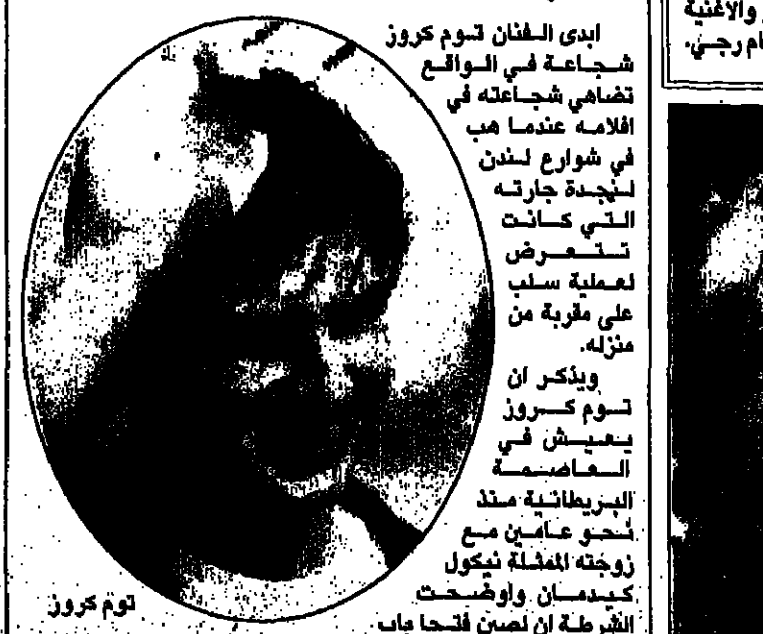 والاغنية
ام رجي.
ابدى الفنان توم كروز
شجاعة في الواقع
تضاهي شجاعته في
افلامه عندما هب
في شوارع لندن
لنجدة جارته
التي كانت
تتعرض
لعملية سلب
على مقربة من
منزله.
ويذكر ان
توم كروز
يعيش في
العاصمة
البريطانية منذ
نحو عامين مع
زوجته الممثلة نيكول
كيدمان واوضحت
الشرطة ان لصين فتحا باب
توم كروز